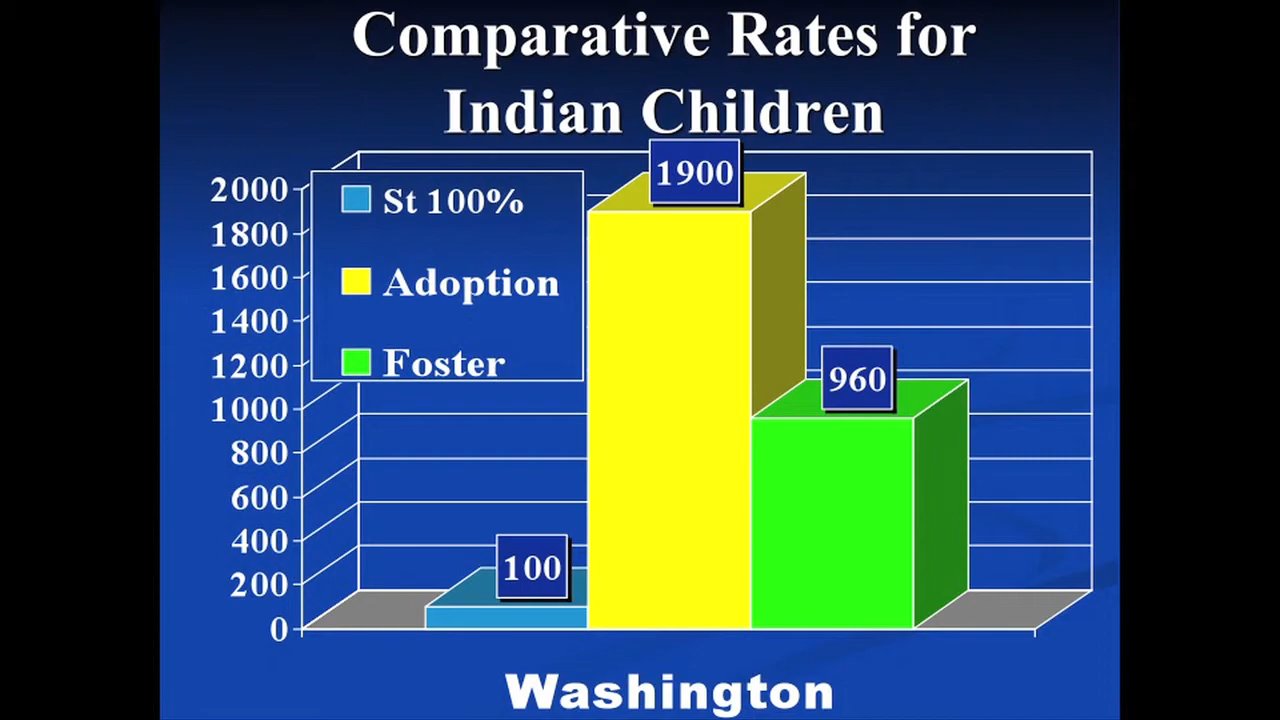 Comparative Rates for
Indian Children
2000
1800
1600
1400
1200
1000
800
600
400
200
0
St 100%
Adoption
Foster
100
1900
960
Washington